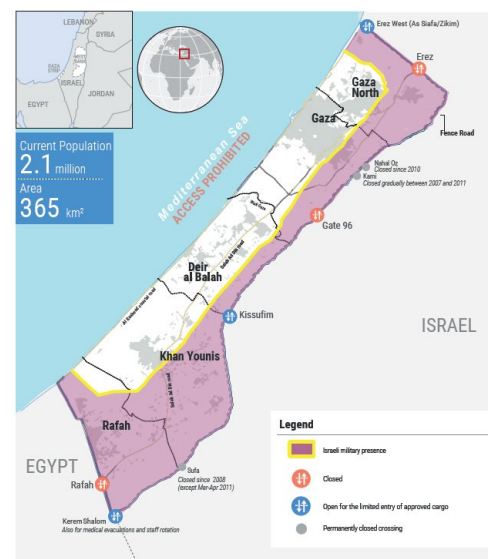 LEBANON
SYRIA
WEST BANK
GAZA STRIP
ISRAEL
JORDAN
EGYPT
Current Population
2.1 million
Area
365 km²
Erez West (As Siafa/Zikim)
Erez
Gaza North
Gaza
Fence Road
Mediterranean Sea
ACCESS PROHIBITED
Nahal Oz
Closed since 2010
Karni
Closed gradually between 2007 and 2011
Gate 96
Deir al Balah
Kissufim
ISRAEL
Khan Younis
Rafah
EGYPT
Rafah
Sufa
Closed since 2008
(except Mar-Apr 2011)
Kerem Shalom
Also for medical evacuations and staff rotation
Legend
Israeli military presence
Closed
Open for the limited entry of approved cargo
Permanently closed crossing